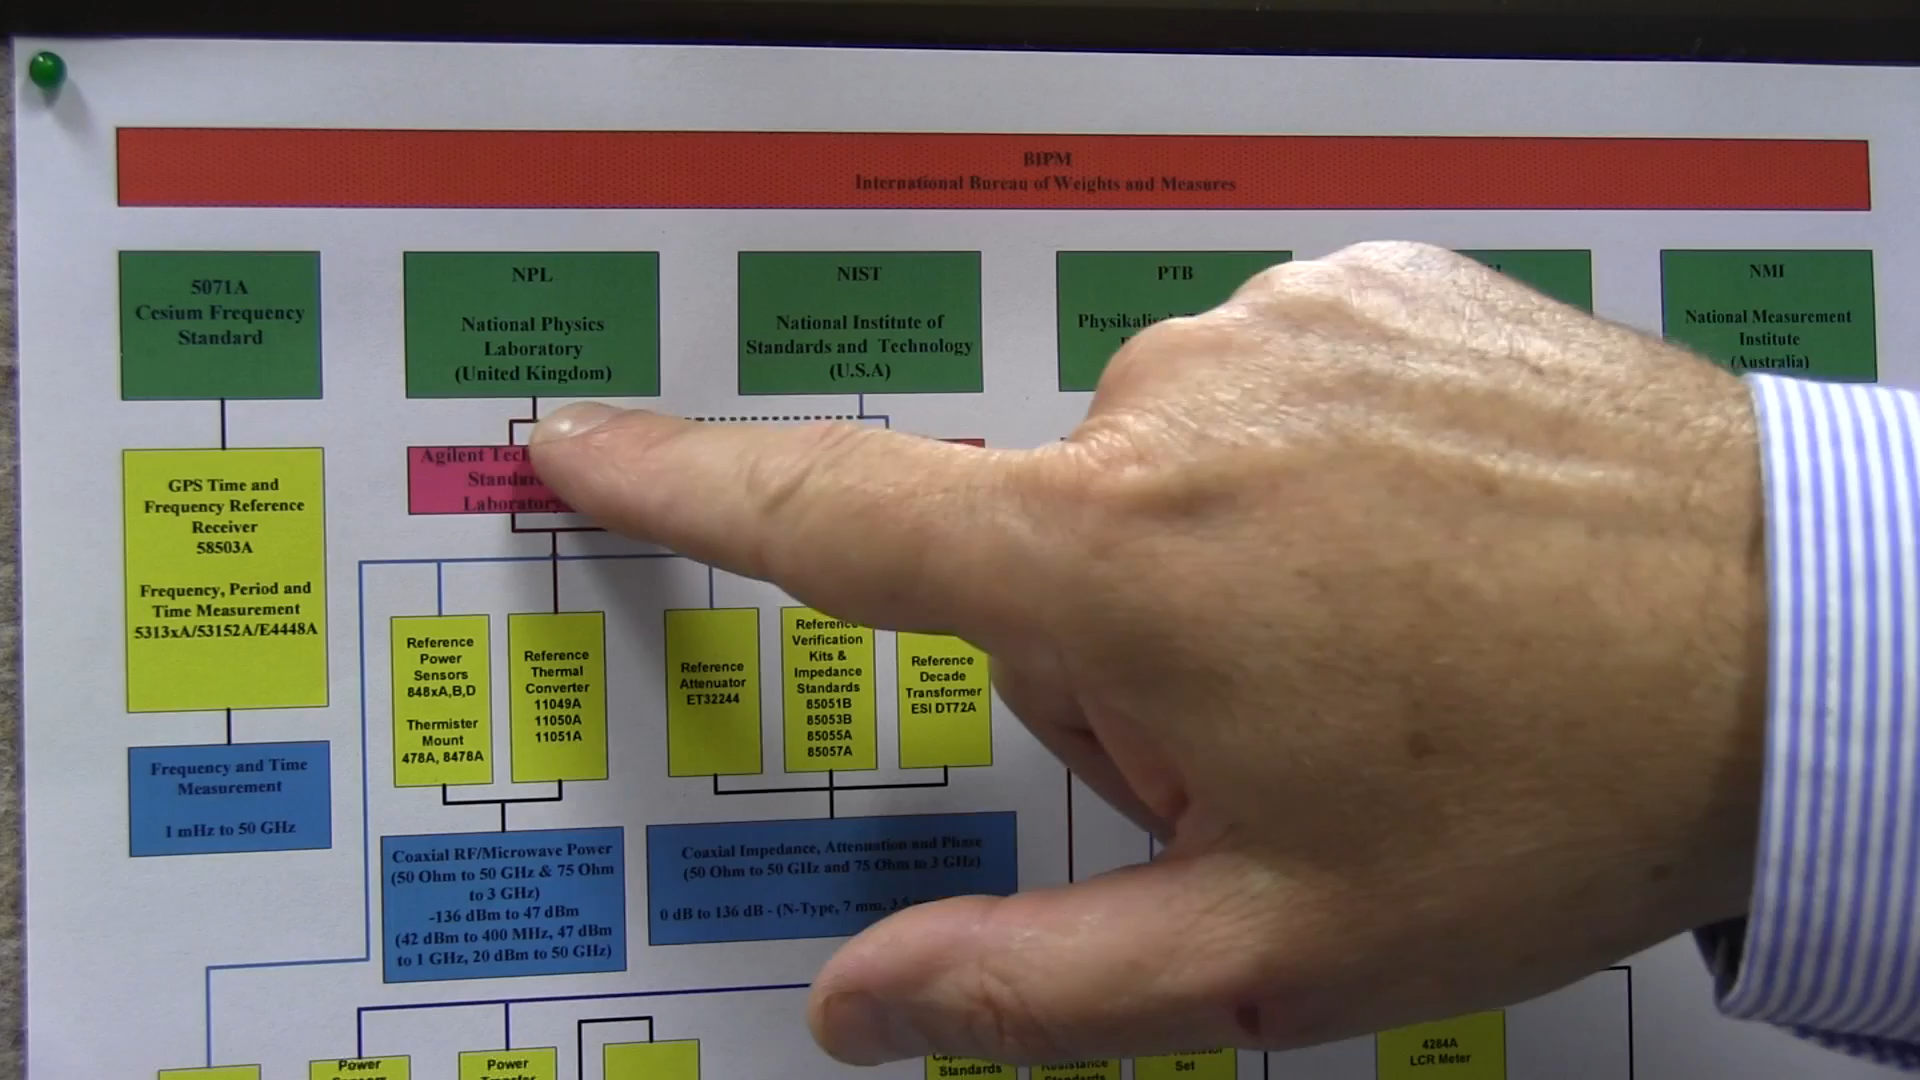 BIPM
International Bureau of Weights and Measures
5071A
Cesium Frequency
Standard
NPL
National Physics
Laboratory
(United Kingdom)
NIST
National Institute of
Standards and Technology
(U.S.A)
PTB
NMI
National Measurement
Institute
(Australia)
Agilent
Laboratory
GPS Time and
Frequency Reference
Receiver
58503A
Frequency, Period and
Time Measurement
5313xA/53152A/E4448A
Frequency and Time
Measurement
1 mHz to 50 GHz
Reference
Power
Sensors
848xA,B,D
Thermister
Mount
478A, 8478A
Reference
Thermal
Converter
11049A
11050A
11051A
Reference
Attenuator
ET32244
Reference
Verification
Kits &
Impedance
Standards
85051B
85053B
85055A
85057A
Reference
Decade
Transformer
ESI DT72A
Coaxial RF/Microwave Power
(50 Ohm to 50 GHz & 75 Ohm
to 3 GHz)
-136 dBm to 47 dBm
(42 dBm to 400 MHz, 47 dBm
to 1 GHz, 20 dBm to 50 GHz)
Coaxial Impedance, Attenuation and Phase
(50 Ohm to 50 GHz and 75 Ohm to 3 GHz)
0 dB to 136 dB - (N-Type, 7 mm,
Power
Power
Standards
Set
4284A
LCR Meter